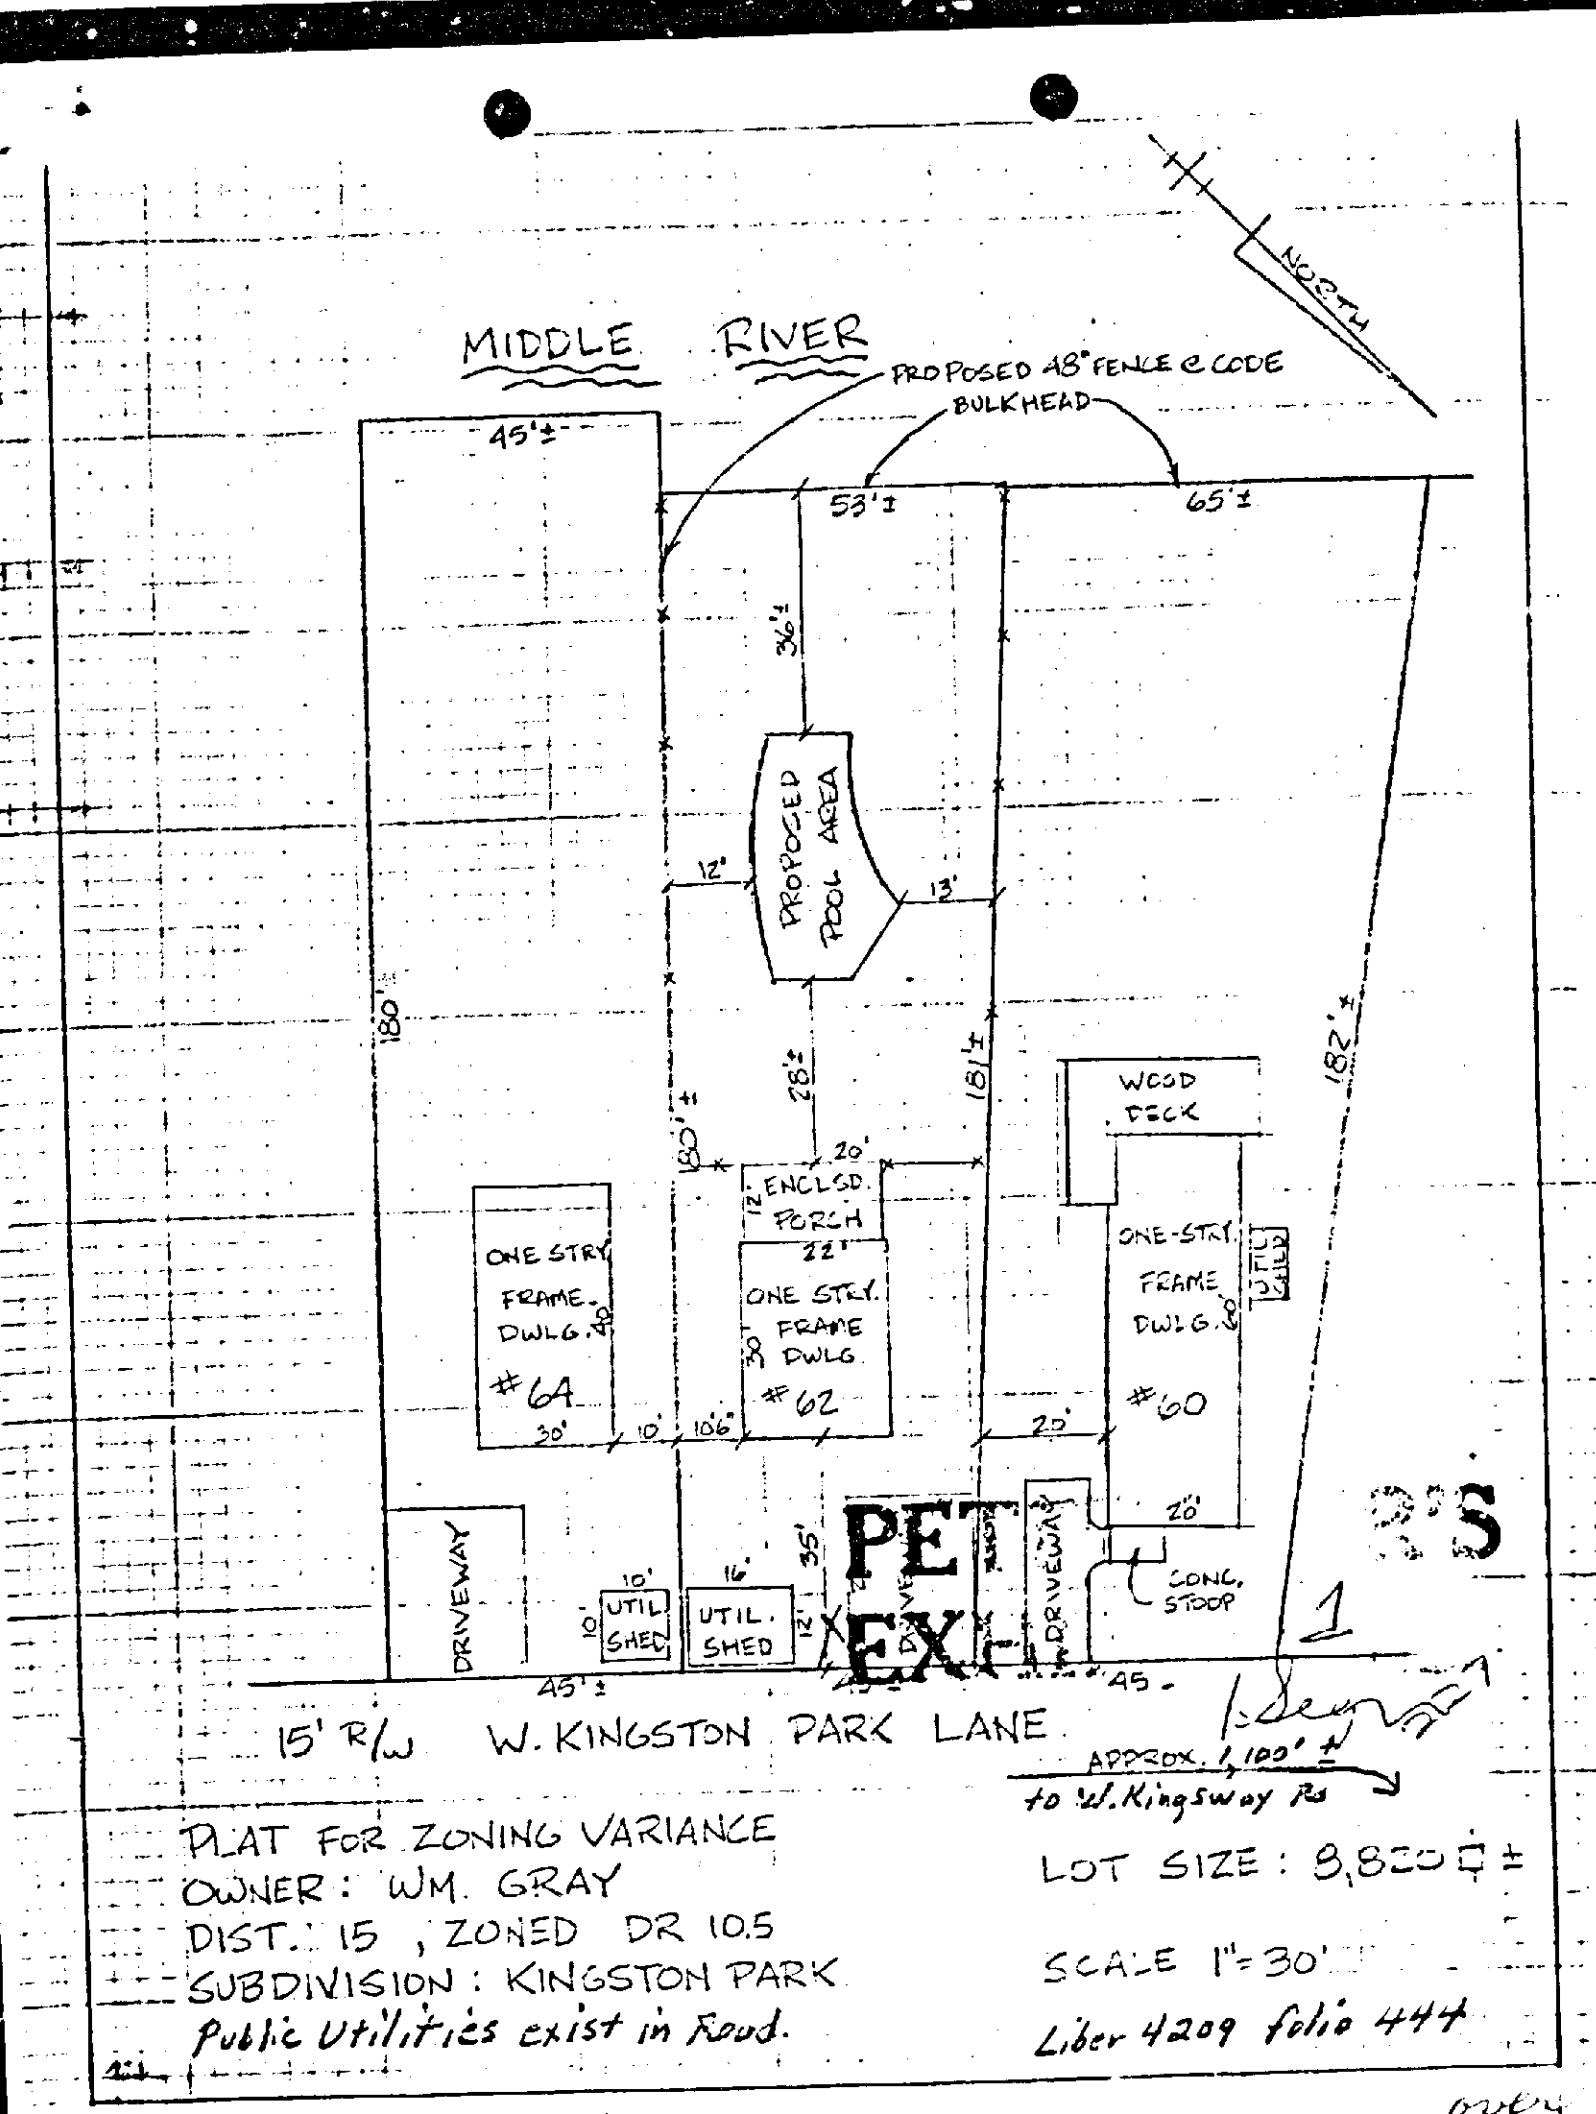 NORTH
MIDDLE RIVER
PROPOSED 48" FENCE @ CODE
BULKHEAD
45'±
53'±
65'±
36'±
PROPOSED
POOL AREA
12'
13'
180'±
28'±
181'±
182'±
180'±
WOOD
DECK
20'
12'
ENCLSD.
PORCH
22'
ONE STRY.
FRAME
DWLG.
#64
30'
10'
10'6"
ONE STRY.
FRAME
DWLG.
#62
ONE-STRY.
FRAME
DWLG.
#60
UTIL
SHED
20'
20'
DRIVEWAY
10'
10'
UTIL
SHED
16'
UTIL.
SHED
12'
35'
PET
R'S
EX
DRIVEWAY
CONC.
STOOP
1
45'±
45
15' R/W W. KINGSTON PARK LANE
APPROX. 1,100' ±
to W. Kingsway Rd
PLAT FOR ZONING VARIANCE
OWNER: WM. GRAY
DIST. 15, ZONED DR 10.5
SUBDIVISION: KINGSTON PARK
Public Utilities exist in Road.
LOT SIZE: 8,820 ±
SCALE 1"=30'
Liber 4209 folio 444
over